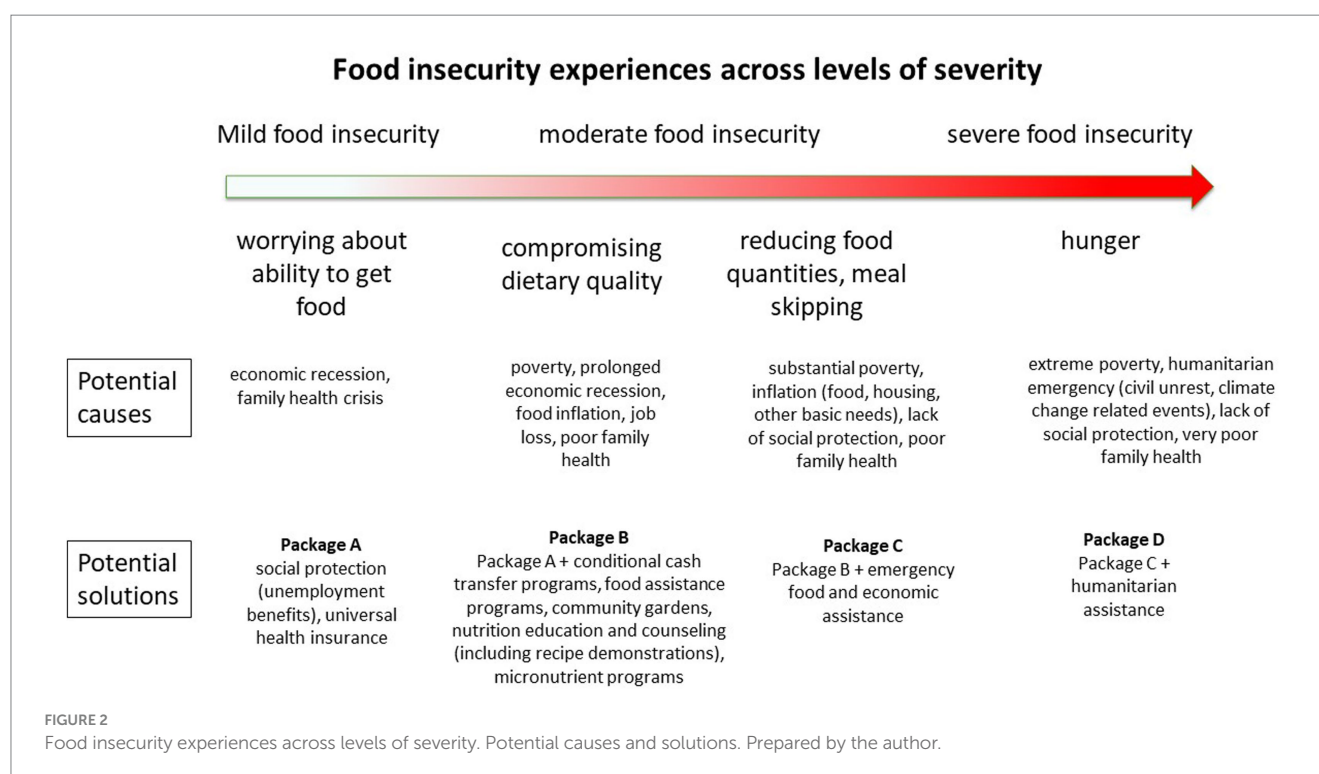 Food insecurity experiences across levels of severity
Mild food insecurity
moderate food insecurity
severe food insecurity
worrying about
ability to get
food
compromising
dietary quality
reducing food
quantities, meal
skipping
hunger
Potential
causes
economic recession,
family health crisis
poverty, prolonged
economic recession,
food inflation, job
loss, poor family
health
substantial poverty,
inflation (food, housing,
other basic needs), lack
of social protection, poor
family health
extreme poverty, humanitarian
emergency (civil unrest, climate
change related events), lack of
social protection, very poor
family health
Potential
solutions
Package A
social protection
(unemployment
benefits), universal
health insurance
Package B
Package A + conditional cash
transfer programs, food assistance
programs, community gardens,
nutrition education and counseling
(including recipe demonstrations),
micronutrient programs
Package C
Package B + emergency
food and economic
assistance
Package D
Package C +
humanitarian
assistance
FIGURE 2
Food insecurity experiences across levels of severity. Potential causes and solutions. Prepared by the author.